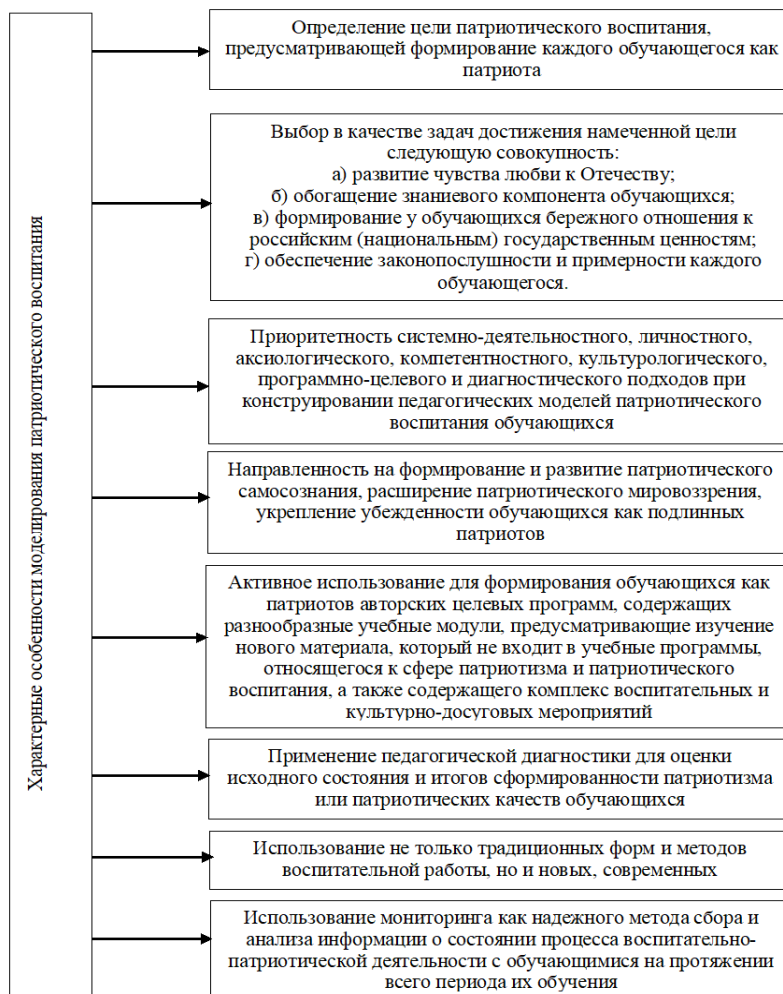 Характерные особенности моделирования патриотического воспитания
Определение цели патриотического воспитания,
предусматривающей формирование каждого обучающегося как
патриота
Выбор в качестве задач достижения намеченной цели
следующую совокупность:
а) развитие чувства любви к Отечеству;
б) обогащение знаниевого компонента обучающихся;
в) формирование у обучающихся бережного отношения к
российским (национальным) государственным ценностям;
г) обеспечение законопослушности и примерности каждого
обучающегося.
Приоритетность системно-деятельностного, личностного,
аксиологического, компетентностного, культурологического,
программно-целевого и диагностического подходов при
конструировании педагогических моделей патриотического
воспитания обучающихся
Направленность на формирование и развитие патриотического
самосознания, расширение патриотического мировоззрения,
укрепление убежденности обучающихся как подлинных
патриотов
Активное использование для формирования обучающихся как
патриотов авторских целевых программ, содержащих
разнообразные учебные модули, предусматривающие изучение
нового материала, который не входит в учебные программы,
относящегося к сфере патриотизма и патриотического
воспитания, а также содержащего комплекс воспитательных и
культурно-досуговых мероприятий
Применение педагогической диагностики для оценки
исходного состояния и итогов сформированности патриотизма
или патриотических качеств обучающихся
Использование не только традиционных форм и методов
воспитательной работы, но и новых, современных
Использование мониторинга как надежного метода сбора и
анализа информации о состоянии процесса воспитательно-
патриотической деятельности с обучающимися на протяжении
всего периода их обучения